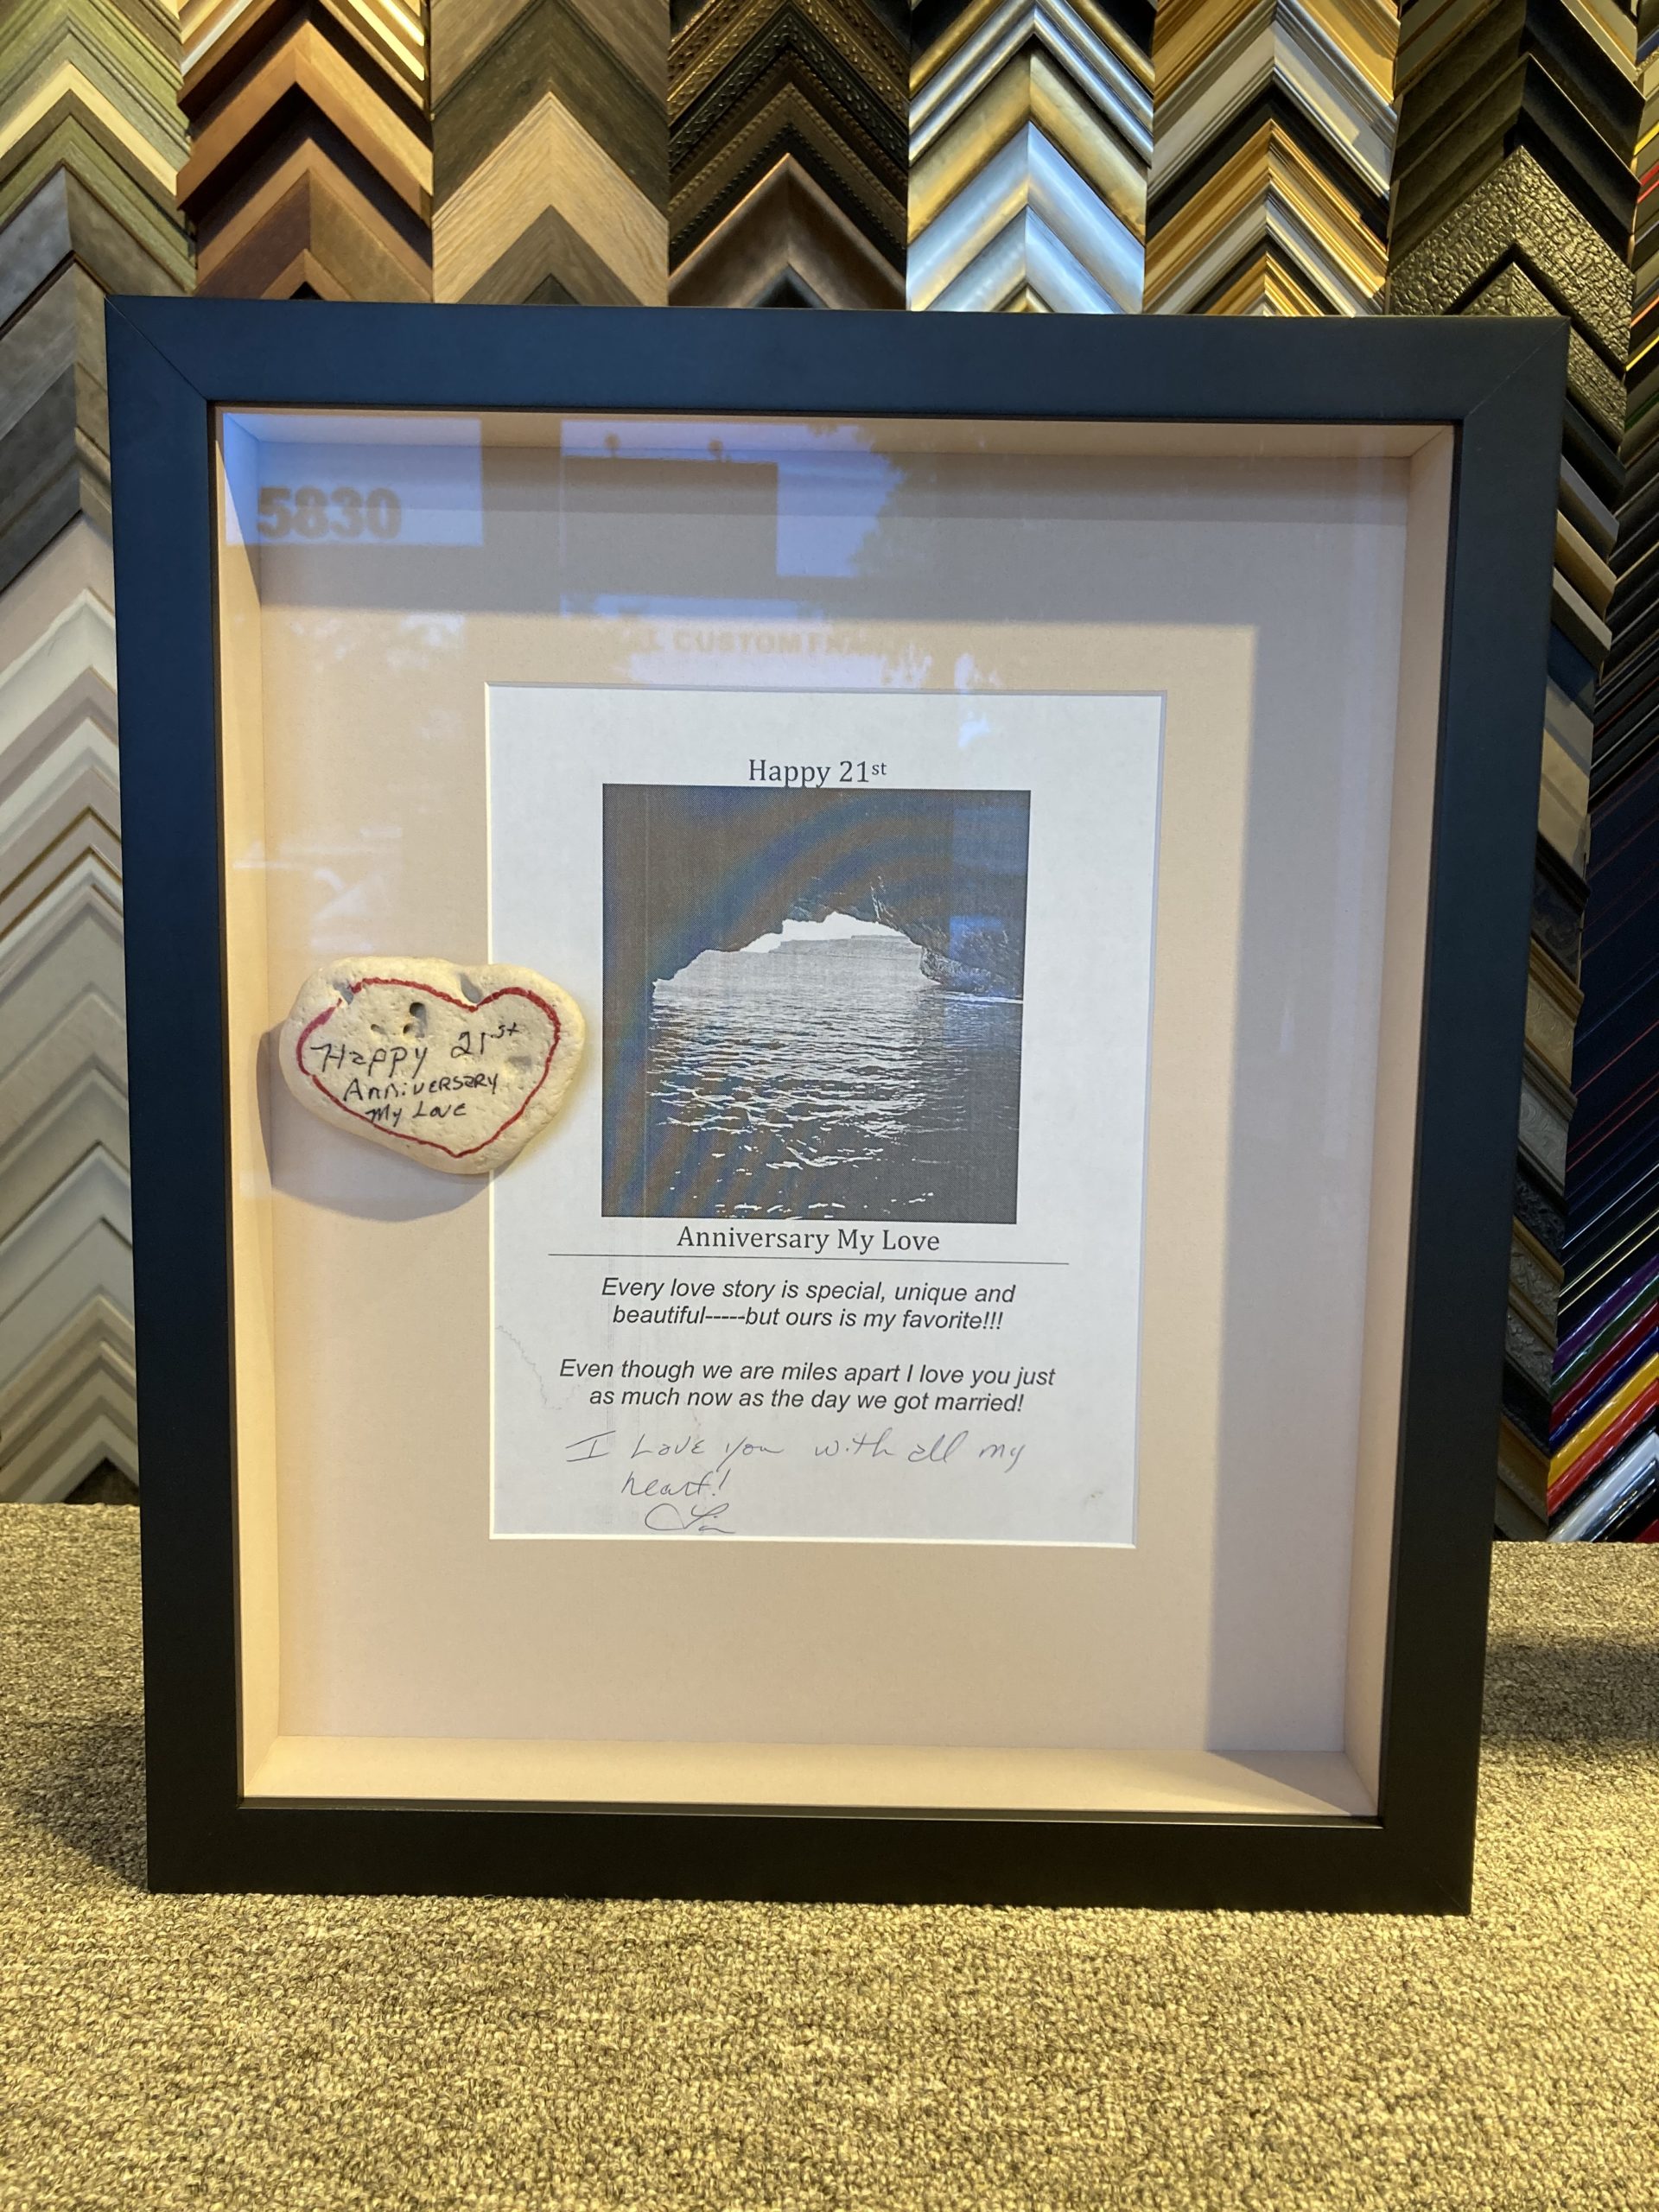 5830
CUSTOM FRA
Happy 21st
Happy 21st
Anniversary
My Love
Anniversary My Love
Every love story is special, unique and
beautiful-----but ours is my favorite!!!
Even though we are miles apart I love you just
as much now as the day we got married!
I Love you with all my
heart!